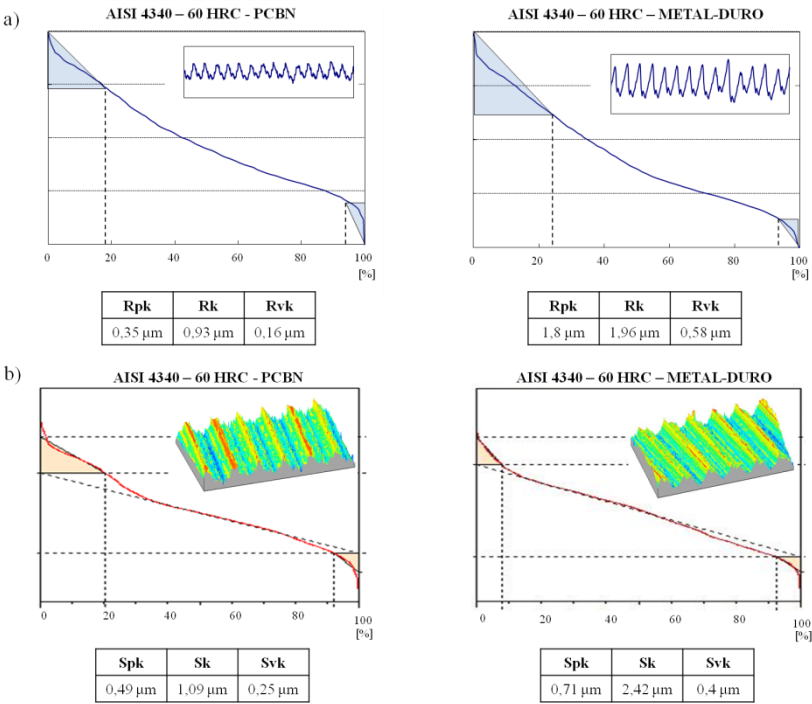 a)
AISI 4340 – 60 HRC - PCBN
0 20 40 60 80 100
[%]
Rpk Rk Rvk
0,35 µm 0,93 µm 0,16 µm
AISI 4340 – 60 HRC – METAL-DURO
0 20 40 60 80 100
[%]
Rpk Rk Rvk
1,8 µm 1,96 µm 0,58 µm
b)
AISI 4340 – 60 HRC - PCBN
0 20 40 60 80 100
[%]
Spk Sk Svk
0,49 µm 1,09 µm 0,25 µm
AISI 4340 – 60 HRC – METAL-DURO
0 20 40 60 80 100
[%]
Spk Sk Svk
0,71 µm 2,42 µm 0,4 µm